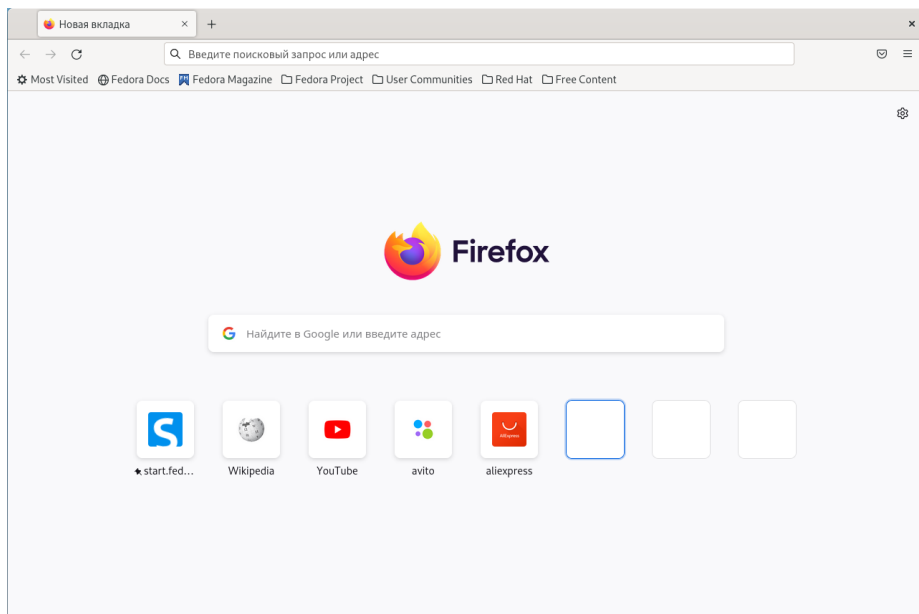 Новая вкладка
Введите поисковый запрос или адрес
Most Visited Fedora Docs Fedora Magazine Fedora Project User Communities Red Hat Free Content
Firefox
Найдите в Google или введите адрес
start.fed... Wikipedia YouTube avito aliexpress